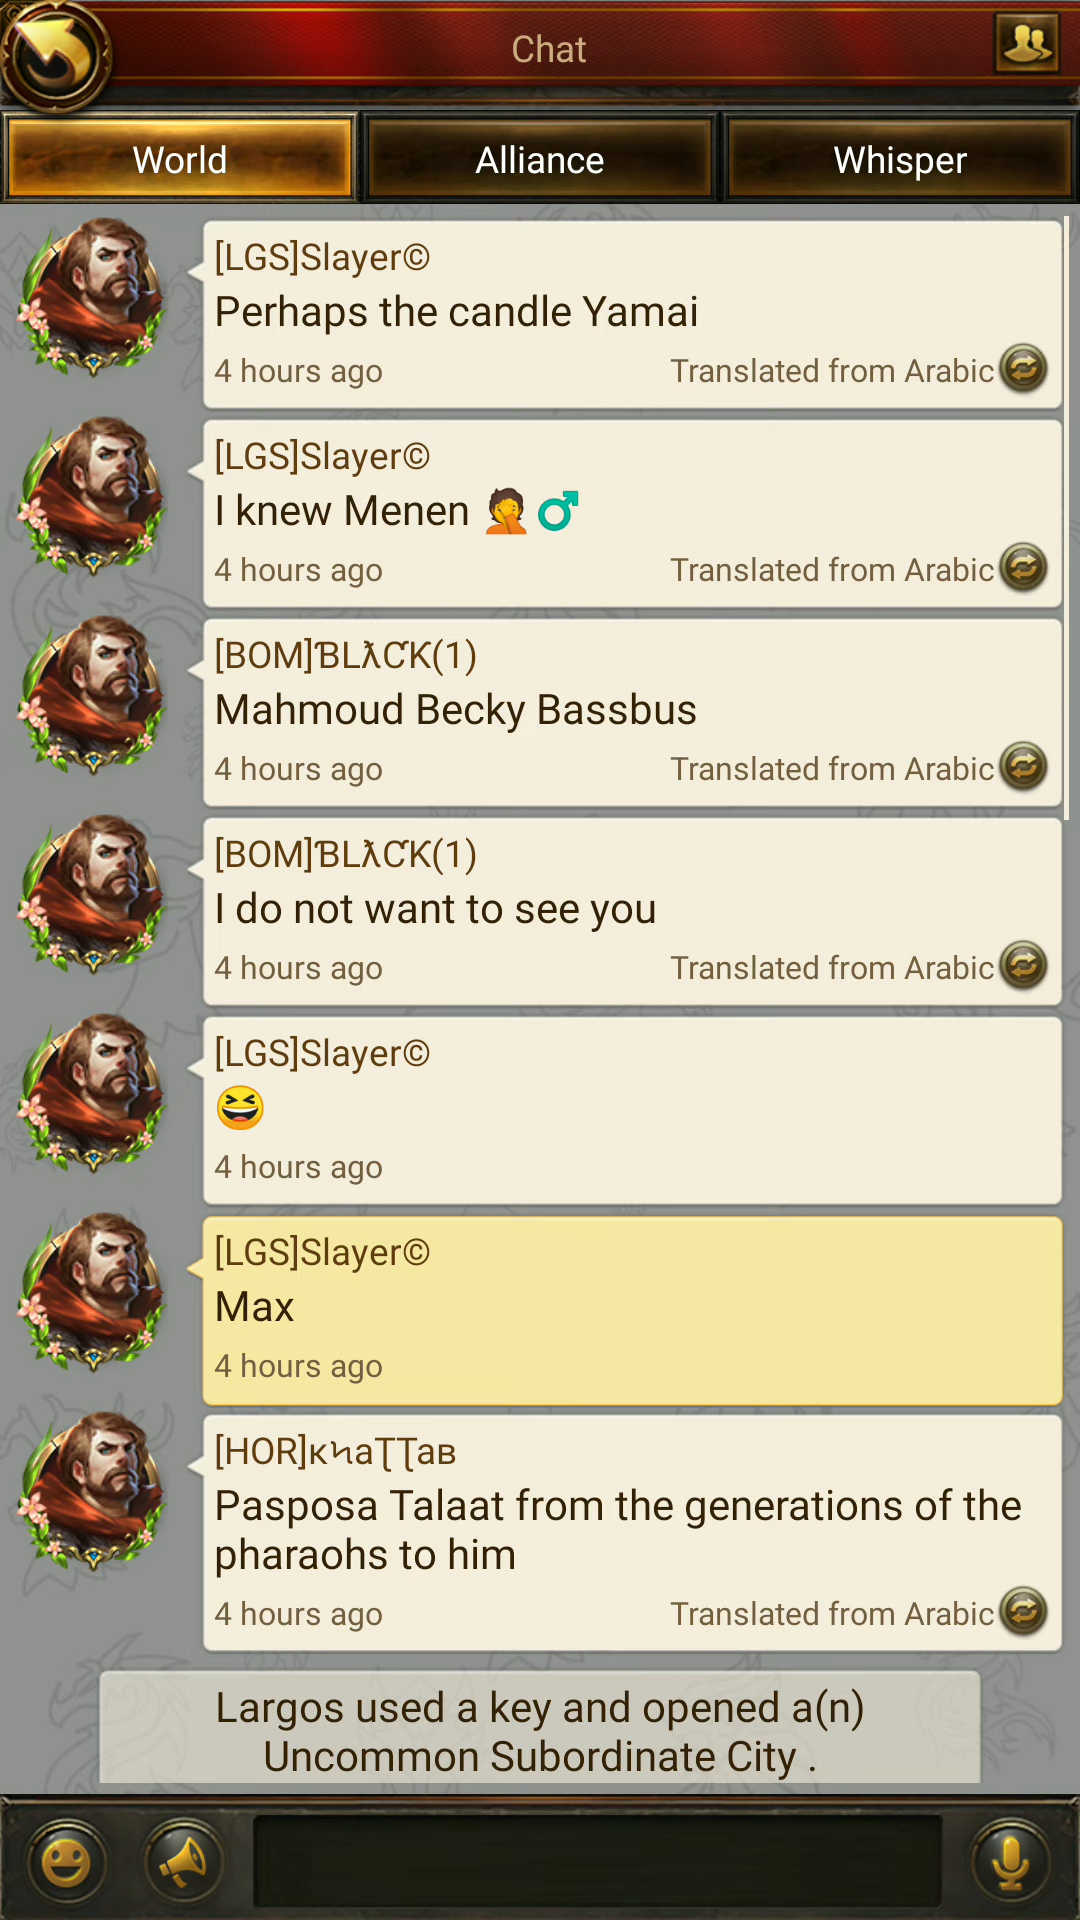 Chat
World
Alliance
Whisper
[LGS]Slayer©
Perhaps the candle Yamai
4 hours ago
Translated from Arabic
[LGS]Slayer©
I knew Menen 🤦♂
4 hours ago
Translated from Arabic
[BOM]ƁLƛƇƘ(1)
Mahmoud Becky Bassbus
4 hours ago
Translated from Arabic
[BOM]ƁLƛƇƘ(1)
I do not want to see you
4 hours ago
Translated from Arabic
[LGS]Slayer©
😆
4 hours ago
[LGS]Slayer©
Max
4 hours ago
[HOR]кϞaƮƮaв
Pasposa Talaat from the generations of the
pharaohs to him
4 hours ago
Translated from Arabic
Largos used a key and opened a(n)
Uncommon Subordinate City .